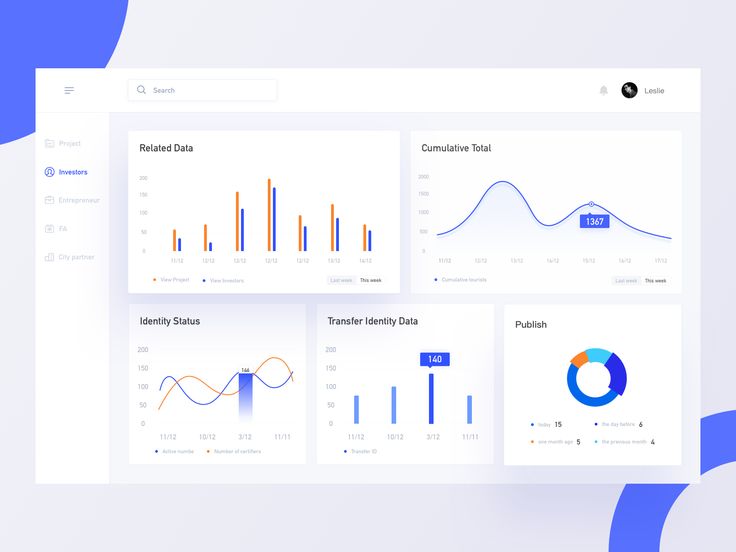 Search
Leslie
Project
Investors
Entrepreneur
FA
City partner
Related Data
200
150
100
50
0
11/12 12/12 13/12 12/12 10/12 13/12 14/12
View Project View Investors Last week This week
Cumulative Total
2000
1500
1000
500
0
11/12 12/12 13/12 14/12 15/12 16/12 17/12
1367
Cumulative tourists Last week This week
Identity Status
200
150
100
50
0
146
11/12 10/12 3/12 11/11
Active numbe Number of certifiers
Transfer Identity Data
200
150
100
50
0
140
11/12 10/12 3/12 11/11
Transfer ID
Publish
today 15 the day before 6
one month ago 5 the previous month 4